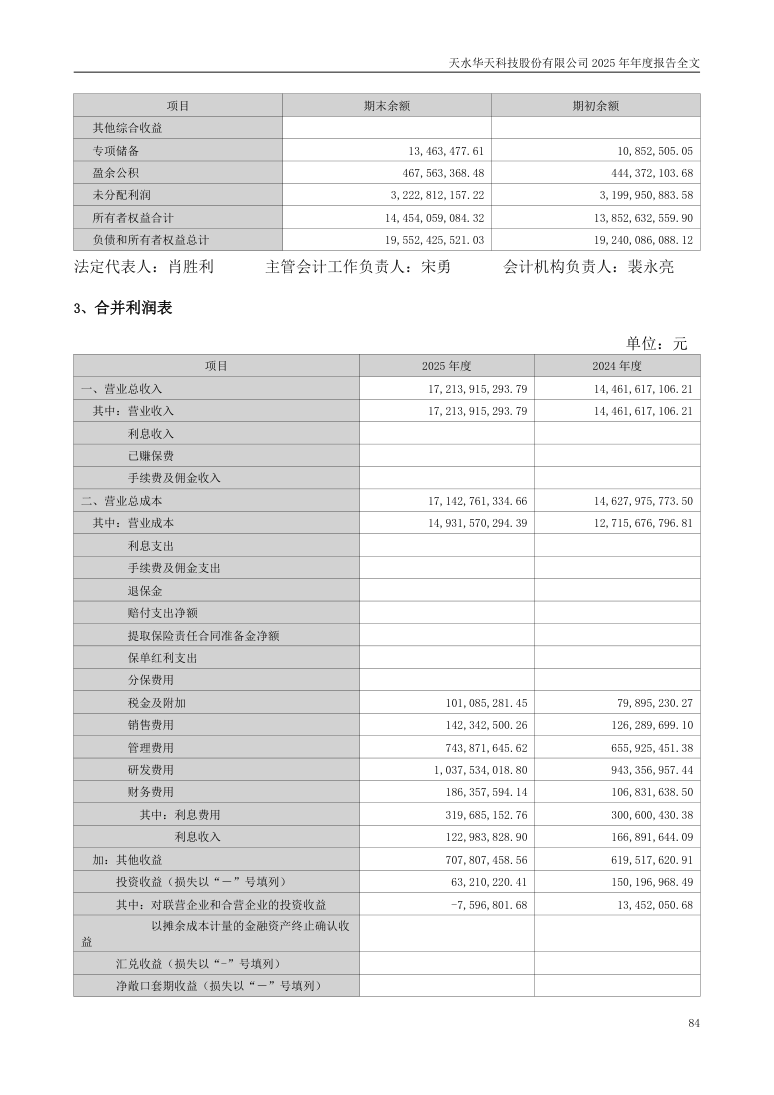 天水华天科技股份有限公司 2025 年年度报告全文
项目 期末余额 期初余额
其他综合收益
专项储备 13,463,477.61 10,852,505.05
盈余公积 467,563,368.48 444,372,103.68
未分配利润 3,222,812,157.22 3,199,950,883.58
所有者权益合计 14,454,059,084.32 13,852,632,559.90
负债和所有者权益总计 19,552,425,521.03 19,240,086,088.12
法定代表人：肖胜利 主管会计工作负责人：宋勇 会计机构负责人：裴永亮
3、合并利润表
单位：元
项目 2025 年度 2024 年度
一、营业总收入 17,213,915,293.79 14,461,617,106.21
其中：营业收入 17,213,915,293.79 14,461,617,106.21
利息收入
已赚保费
手续费及佣金收入
二、营业总成本 17,142,761,334.66 14,627,975,773.50
其中：营业成本 14,931,570,294.39 12,715,676,796.81
利息支出
手续费及佣金支出
退保金
赔付支出净额
提取保险责任合同准备金净额
保单红利支出
分保费用
税金及附加 101,085,281.45 79,895,230.27
销售费用 142,342,500.26 126,289,699.10
管理费用 743,871,645.62 655,925,451.38
研发费用 1,037,534,018.80 943,356,957.44
财务费用 186,357,594.14 106,831,638.50
其中：利息费用 319,685,152.76 300,600,430.38
利息收入 122,983,828.90 166,891,644.09
加：其他收益 707,807,458.56 619,517,620.91
投资收益（损失以“－”号填列） 63,210,220.41 150,196,968.49
其中：对联营企业和合营企业的投资收益 -7,596,801.68 13,452,050.68
以摊余成本计量的金融资产终止确认收
益
汇兑收益（损失以“-”号填列）
净敞口套期收益（损失以“－”号填列）
84